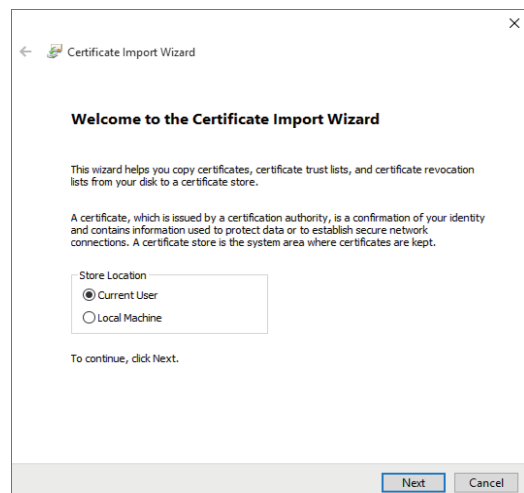 Certificate Import Wizard
Welcome to the Certificate Import Wizard
This wizard helps you copy certificates, certificate trust lists, and certificate revocation
lists from your disk to a certificate store.
A certificate, which is issued by a certification authority, is a confirmation of your identity
and contains information used to protect data or to establish secure network
connections. A certificate store is the system area where certificates are kept.
Store Location
Current User
Local Machine
To continue, click Next.
Next Cancel